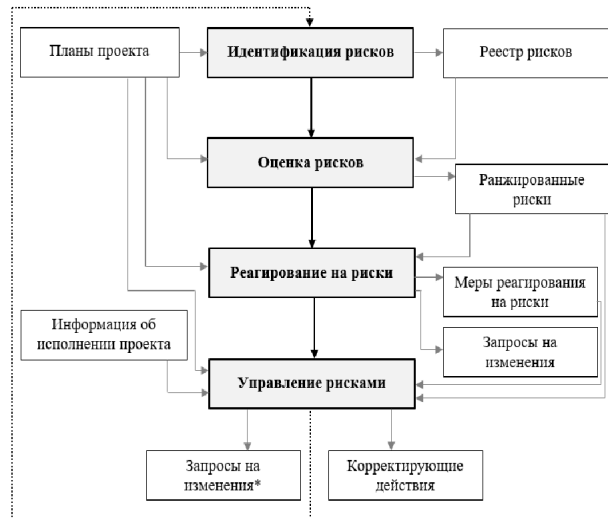 Планы проекта
Идентификация рисков
Реестр рисков
Оценка рисков
Ранжированные
риски
Реагирование на риски
Меры реагирования
на риски
Информация об
исполнении проекта
Запросы на
изменения
Управление рисками
Запросы на
изменения*
Корректирующие
действия